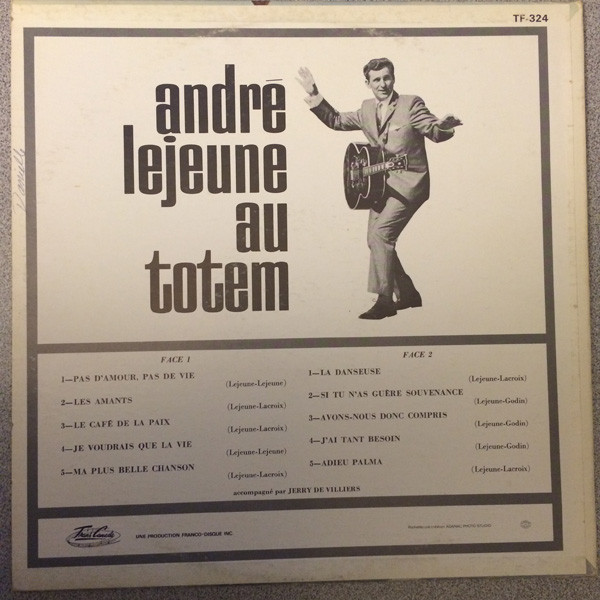 TF-324
andré
lejeune
au
totem
FACE 1
1—PAS D'AMOUR, PAS DE VIE
(Lejeune-Lejeune)
2—LES AMANTS
(Lejeune-Lacroix)
3—LE CAFÉ DE LA PAIX
(Lejeune-Lacroix)
4—JE VOUDRAIS QUE LA VIE
(Lejeune-Lejeune)
5—MA PLUS BELLE CHANSON
(Lejeune-Lacroix)
FACE 2
1—LA DANSEUSE
(Lejeune-Lacroix)
2—SI TU N'AS GUÈRE SOUVENANCE
(Lejeune-Godin)
3—AVONS-NOUS DONC COMPRIS
(Lejeune-Godin)
4—J'AI TANT BESOIN
(Lejeune-Godin)
5—ADIEU PALMA
(Lejeune-Lacroix)
accompagné par JERRY DE VILLIERS
UNE PRODUCTION FRANCO-DISQUE INC.